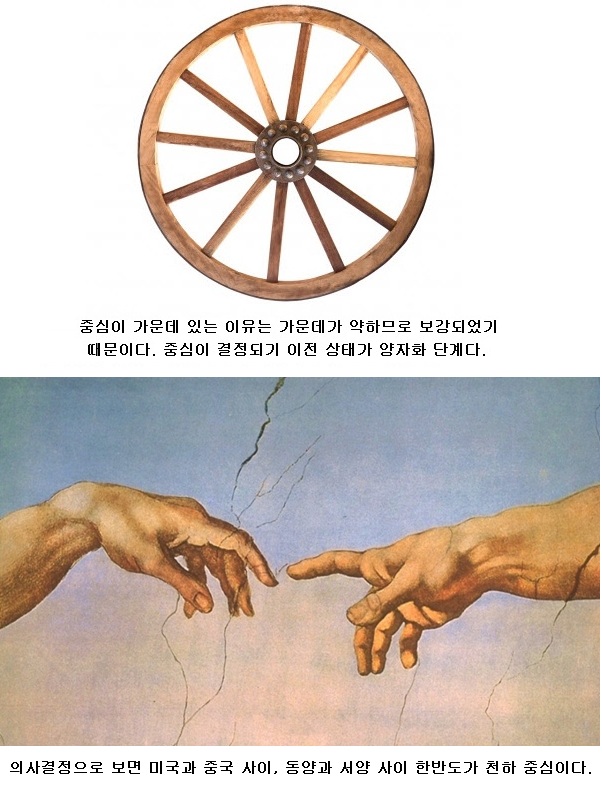 중심이 가운데 있는 이유는 가운데가 약하므로 보강되었기
때문이다. 중심이 결정되기 이전 상태가 양자화 단계다.
의사결정으로 보면 미국과 중국 사이, 동양과 서양 사이 한반도가 천하 중심이다.